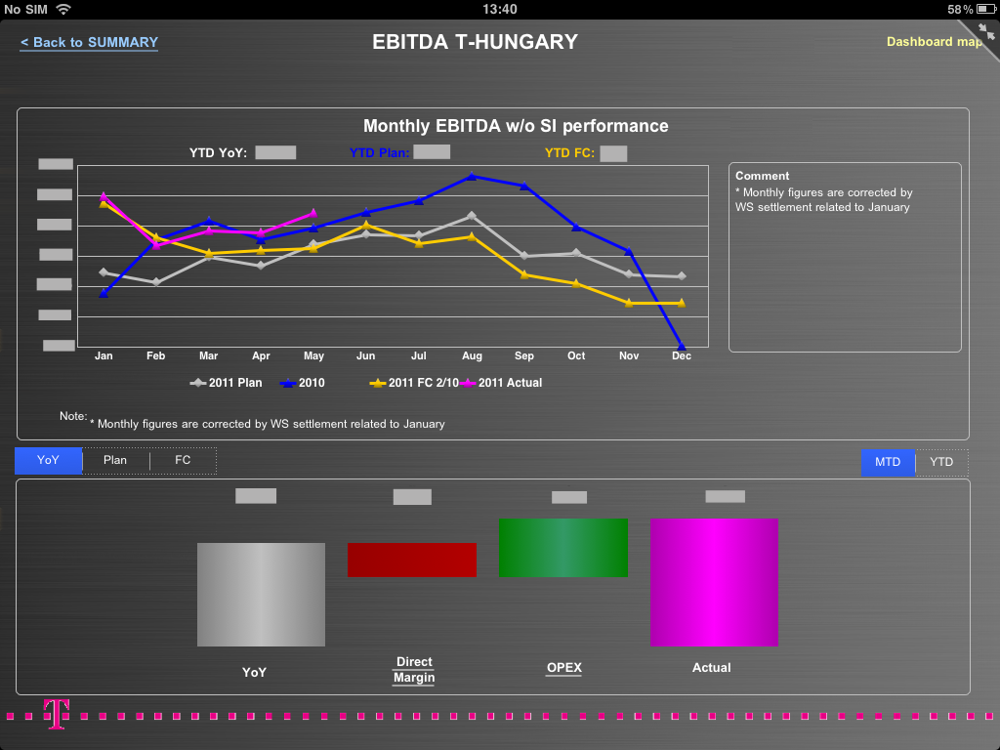 No SIM 13:40 58%
< Back to SUMMARY EBITDA T-HUNGARY Dashboard map
Monthly EBITDA w/o SI performance
YTD YoY: YTD Plan: YTD FC:
Comment
* Monthly figures are corrected by
WS settlement related to January
Jan Feb Mar Apr May Jun Jul Aug Sep Oct Nov Dec
2011 Plan 2010 2011 FC 2/10 2011 Actual
Note: * Monthly figures are corrected by WS settlement related to January
YoY Plan FC MTD YTD
YoY Direct
Margin OPEX Actual
T